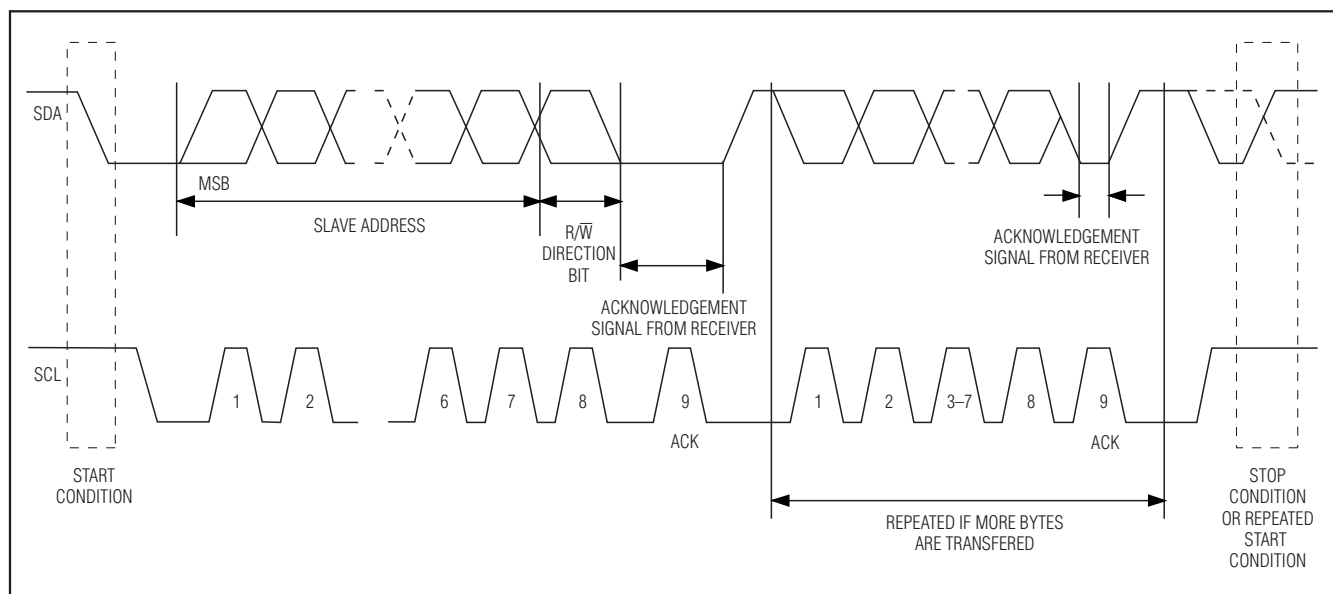 SDA
MSB
SLAVE ADDRESS
R/W̅
DIRECTION
BIT
ACKNOWLEDGEMENT
SIGNAL FROM RECEIVER
ACKNOWLEDGEMENT
SIGNAL FROM RECEIVER
SCL
1 2 6 7 8 9 1 2 3–7 8 9
ACK ACK
START
CONDITION
REPEATED IF MORE BYTES
ARE TRANSFERED
STOP
CONDITION
OR REPEATED
START
CONDITION